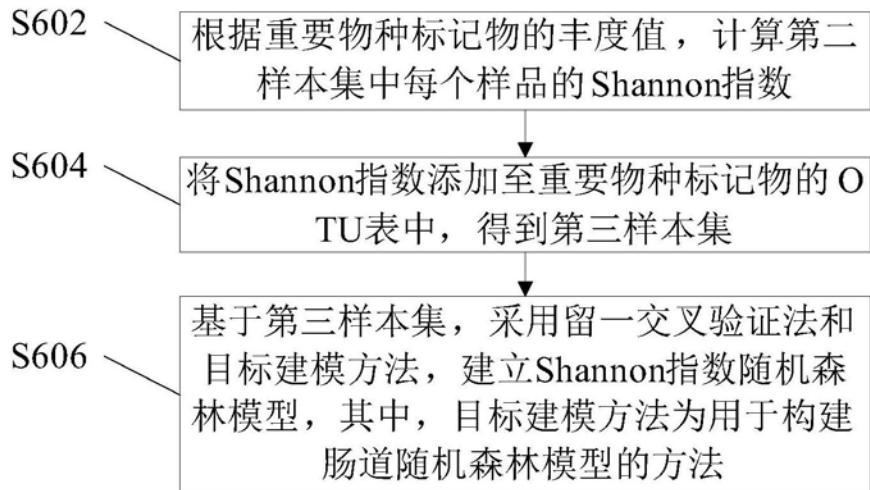 S602
根据重要物种标记物的丰度值，计算第二
样本集中每个样品的Shannon指数
S604
将Shannon指数添加至重要物种标记物的 O
TU表中，得到第三样本集
S606
基于第三样本集，采用留一交叉验证法和
目标建模方法，建立Shannon指数随机森
林模型，其中，目标建模方法为用于构建
肠道随机森林模型的方法